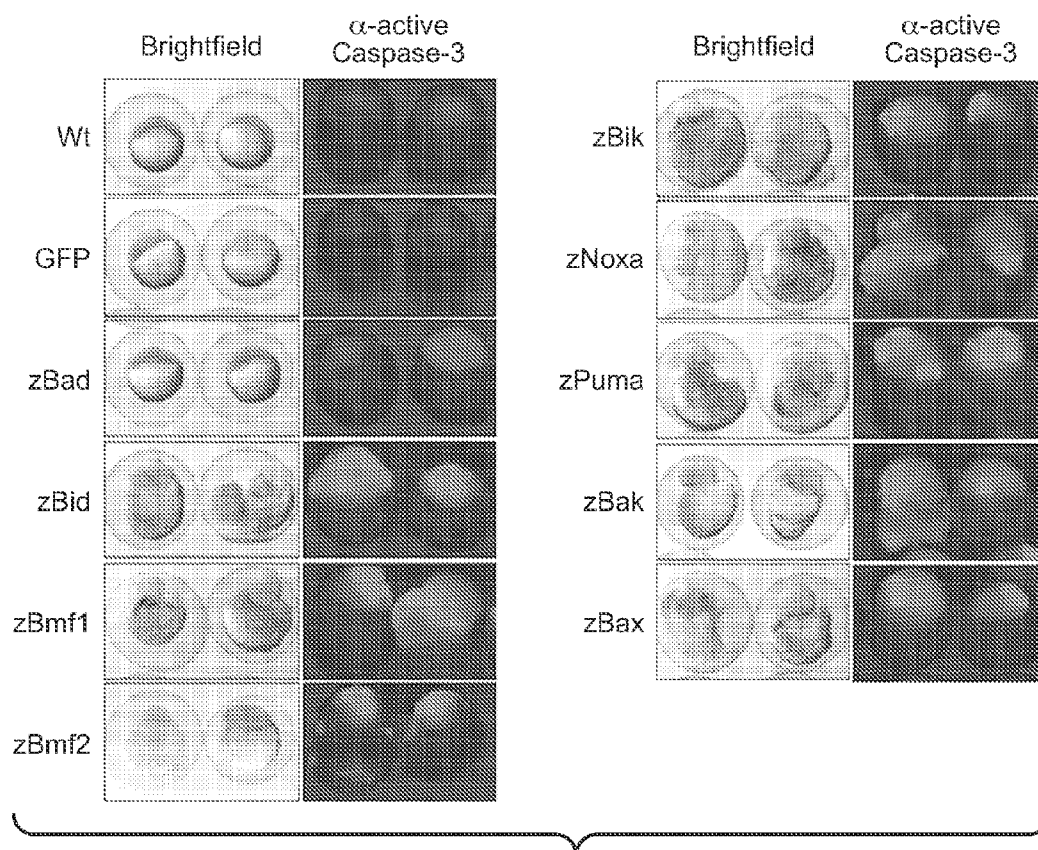 Brightfield
α-active
Caspase-3
Wt
GFP
zBad
zBid
zBmf1
zBmf2
Brightfield
α-active
Caspase-3
zBik
zNoxa
zPuma
zBak
zBax